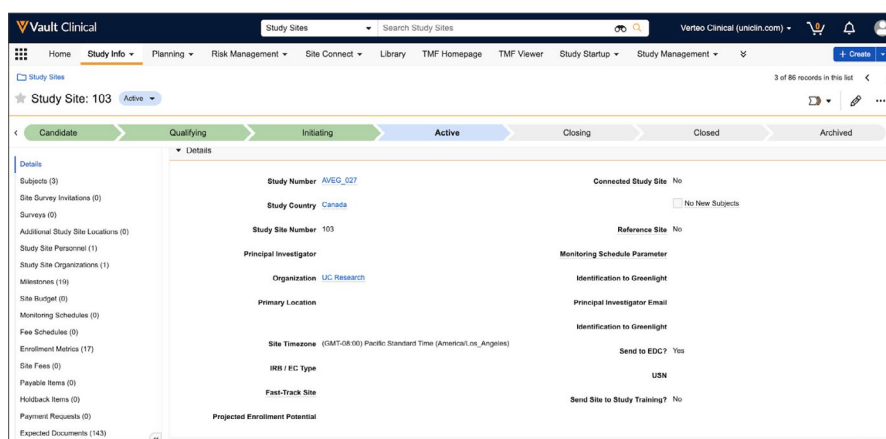 Vault Clinical Study Sites Search Study Sites Verteo Clinical (uniclin.com)
Home Study Info Planning Risk Management Site Connect Library TMF Homepage TMF Viewer Study Startup Study Management + Create
Study Sites 3 of 86 records in this list
Study Site: 103 Active
Candidate Qualifying Initiating Active Closing Closed Archived
Details
Subjects (3)
Site Survey Invitations (0)
Surveys (0)
Additional Study Site Locations (0)
Study Site Personnel (1)
Study Site Organizations (1)
Milestones (19)
Site Budget (0)
Monitoring Schedules (0)
Fee Schedules (0)
Enrollment Metrics (17)
Site Fees (0)
Payable Items (0)
Holdback Items (0)
Payment Requests (0)
Expected Documents (143)
Details
Study Number AVEG_027
Study Country Canada
Study Site Number 103
Principal Investigator
Organization UC Research
Primary Location
Site Timezone (GMT-08:00) Pacific Standard Time (America/Los_Angeles)
IRB / EC Type
Fast-Track Site
Projected Enrollment Potential
Connected Study Site No
No New Subjects
Reference Site No
Monitoring Schedule Parameter
Identification to Greenlight
Principal Investigator Email
Identification to Greenlight
Send to EDC? Yes
USN
Send Site to Study Training? No